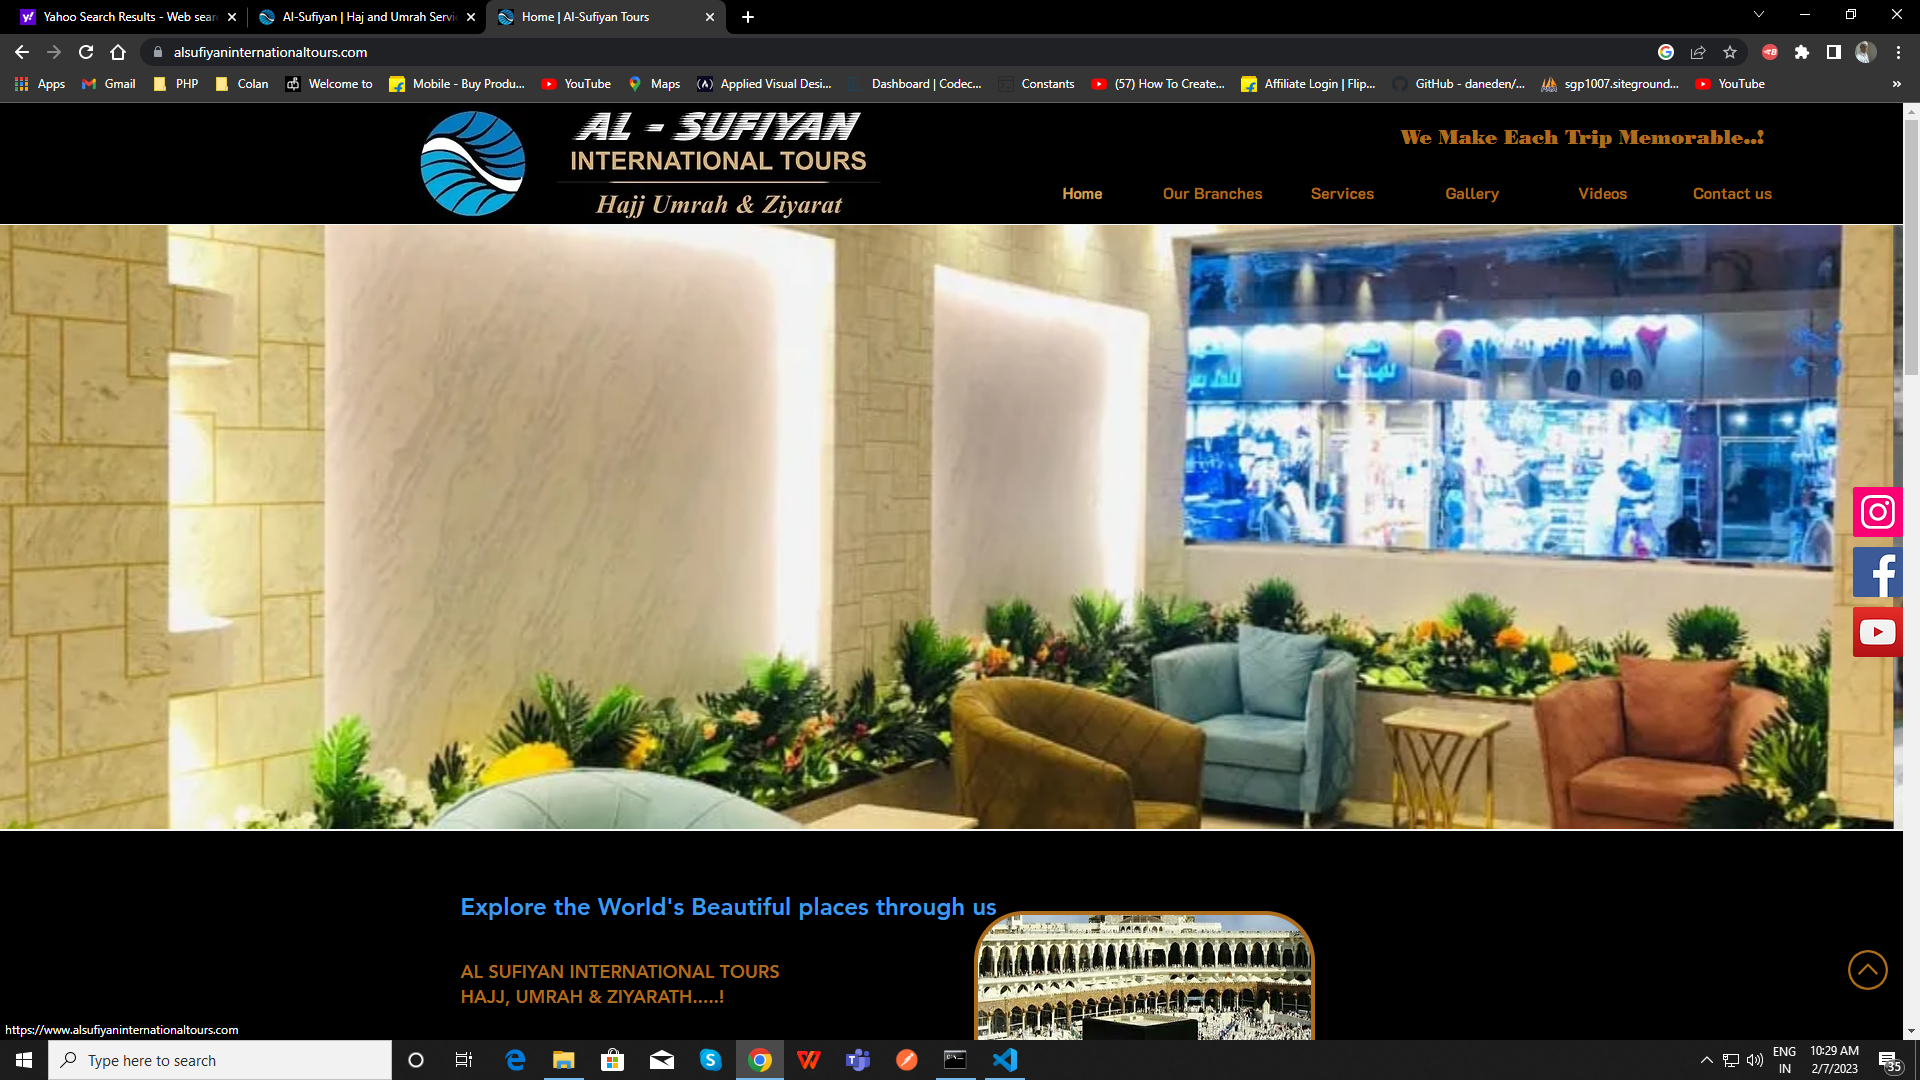 Yahoo Search Results - Web sear
Al-Sufiyan | Haj and Umrah Servi
Home | Al-Sufiyan Tours
alsufiyaninternationaltours.com
Apps
Gmail
PHP
Colan
Welcome to
Mobile - Buy Produ...
YouTube
Maps
Applied Visual Desi...
Dashboard | Codec...
Constants
(57) How To Create...
Affiliate Login | Flip...
GitHub - daneden/...
sgp1007.siteground...
YouTube
AL - SUFIYAN
INTERNATIONAL TOURS
Hajj Umrah & Ziyarat
We Make Each Trip Memorable..!
Home
Our Branches
Services
Gallery
Videos
Contact us
Explore the World's Beautiful places through us
AL SUFIYAN INTERNATIONAL TOURS
HAJJ, UMRAH & ZIYARATH.....!
https://www.alsufiyaninternationaltours.com
Type here to search
ENG
IN
10:29 AM
2/7/2023
35